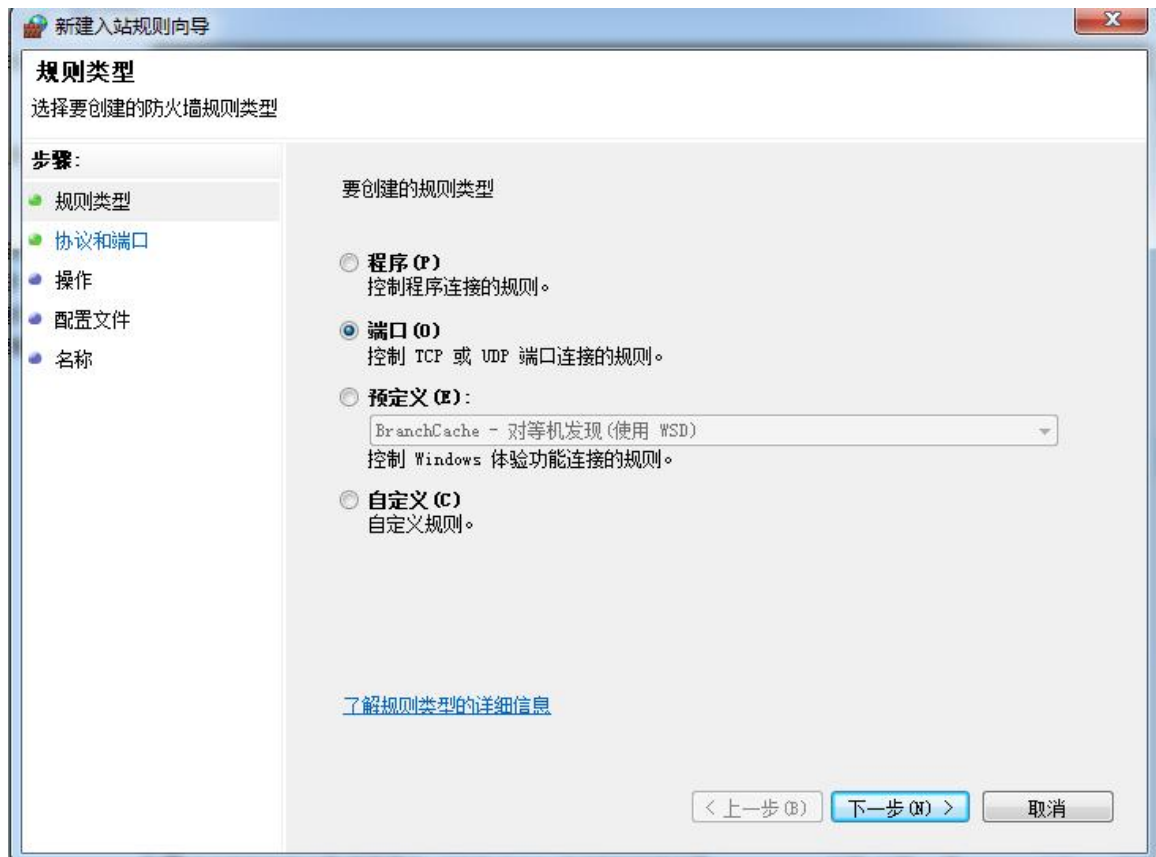 新建入站规则向导
规则类型
选择要创建的防火墙规则类型
步骤:
规则类型
协议和端口
操作
配置文件
名称
要创建的规则类型
程序(P)
控制程序连接的规则。
端口(O)
控制 TCP 或 UDP 端口连接的规则。
预定义(E):
BranchCache - 对等机发现(使用 WSD)
控制 Windows 体验功能连接的规则。
自定义(C)
自定义规则。
了解规则类型的详细信息
< 上一步(B)
下一步(N) >
取消